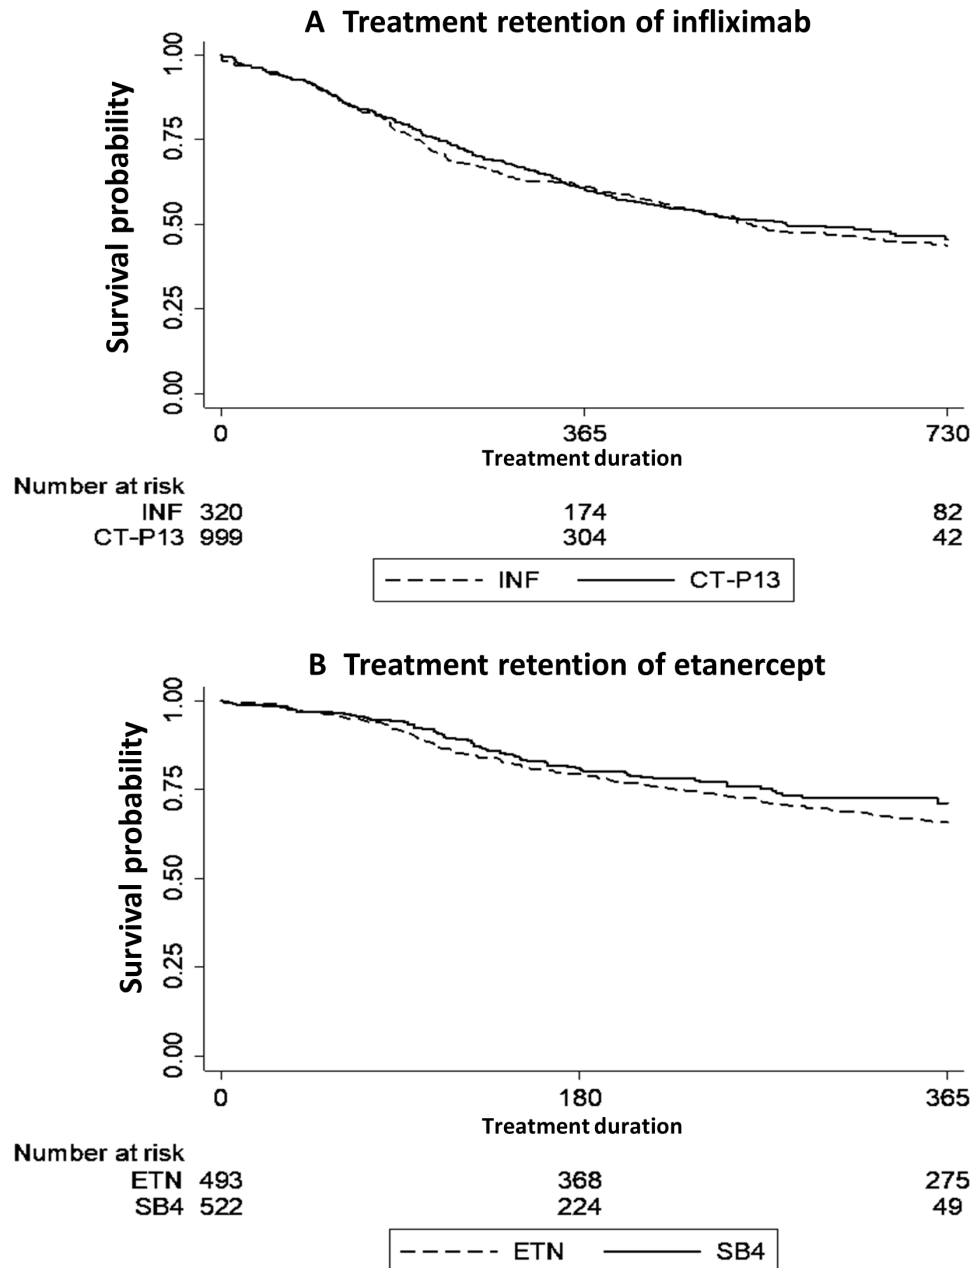 A Treatment retention of infliximab
Survival probability
1.00
0.75
0.50
0.25
0.00
0 365 730
Treatment duration
Number at risk
INF 320 174 82
CT-P13 999 304 42
INF CT-P13
B Treatment retention of etanercept
Survival probability
1.00
0.75
0.50
0.25
0.00
0 180 365
Treatment duration
Number at risk
ETN 493 368 275
SB4 522 224 49
ETN SB4